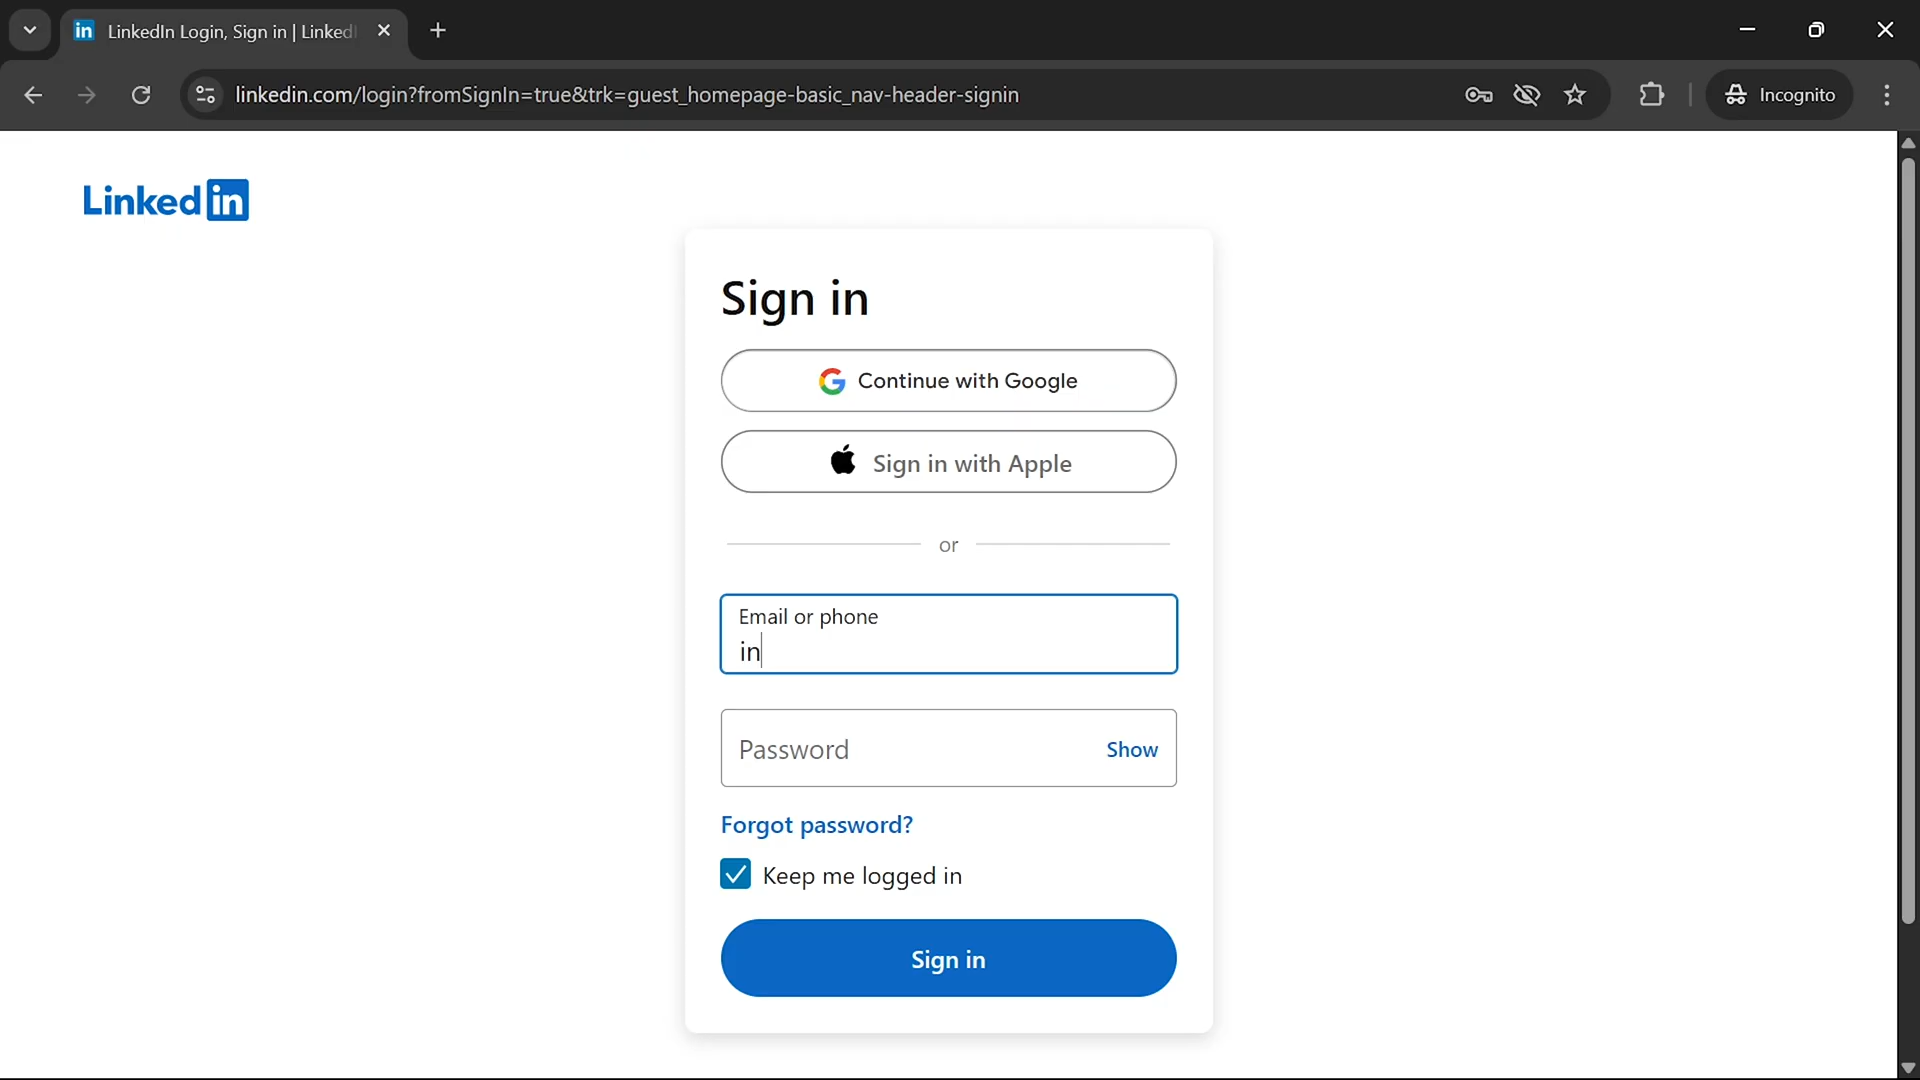 LinkedIn Login, Sign in | Linked
linkedin.com/login?fromSignIn=true&trk=guest_homepage-basic_nav-header-signin
Incognito
Linked in
Sign in
Continue with Google
Sign in with Apple
or
Email or phone
in
Password
Show
Forgot password?
Keep me logged in
Sign in